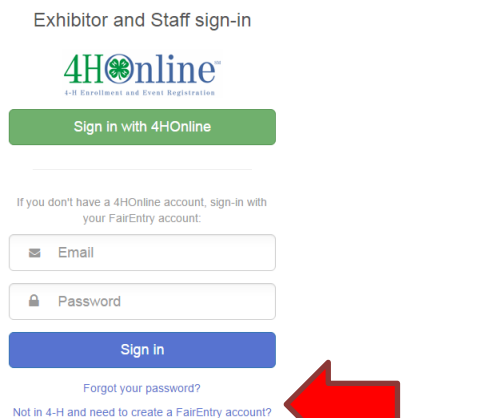 Exhibitor and Staff sign-in
4HOnline
4-H Enrollment and Event Registration
Sign in with 4HOnline
If you don't have a 4HOnline account, sign-in with
your FairEntry account:
Email
Password
Sign in
Forgot your password?
Not in 4-H and need to create a FairEntry account?